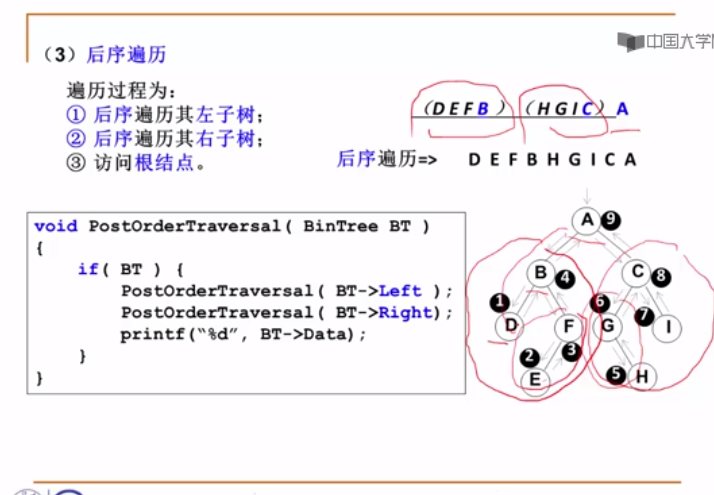 中国大学
（3）后序遍历
遍历过程为：
① 后序遍历其左子树；
② 后序遍历其右子树；
③ 访问根结点。
（D E F B ）（H G I C）A
后序遍历=> D E F B H G I C A
void PostOrderTraversal( BinTree BT )
{
if( BT ) {
PostOrderTraversal( BT->Left );
PostOrderTraversal( BT->Right);
printf(“%d”, BT->Data);
}
}
A 9
B 4 C 8
1 6 7
D F G I
2 3
E 5 H